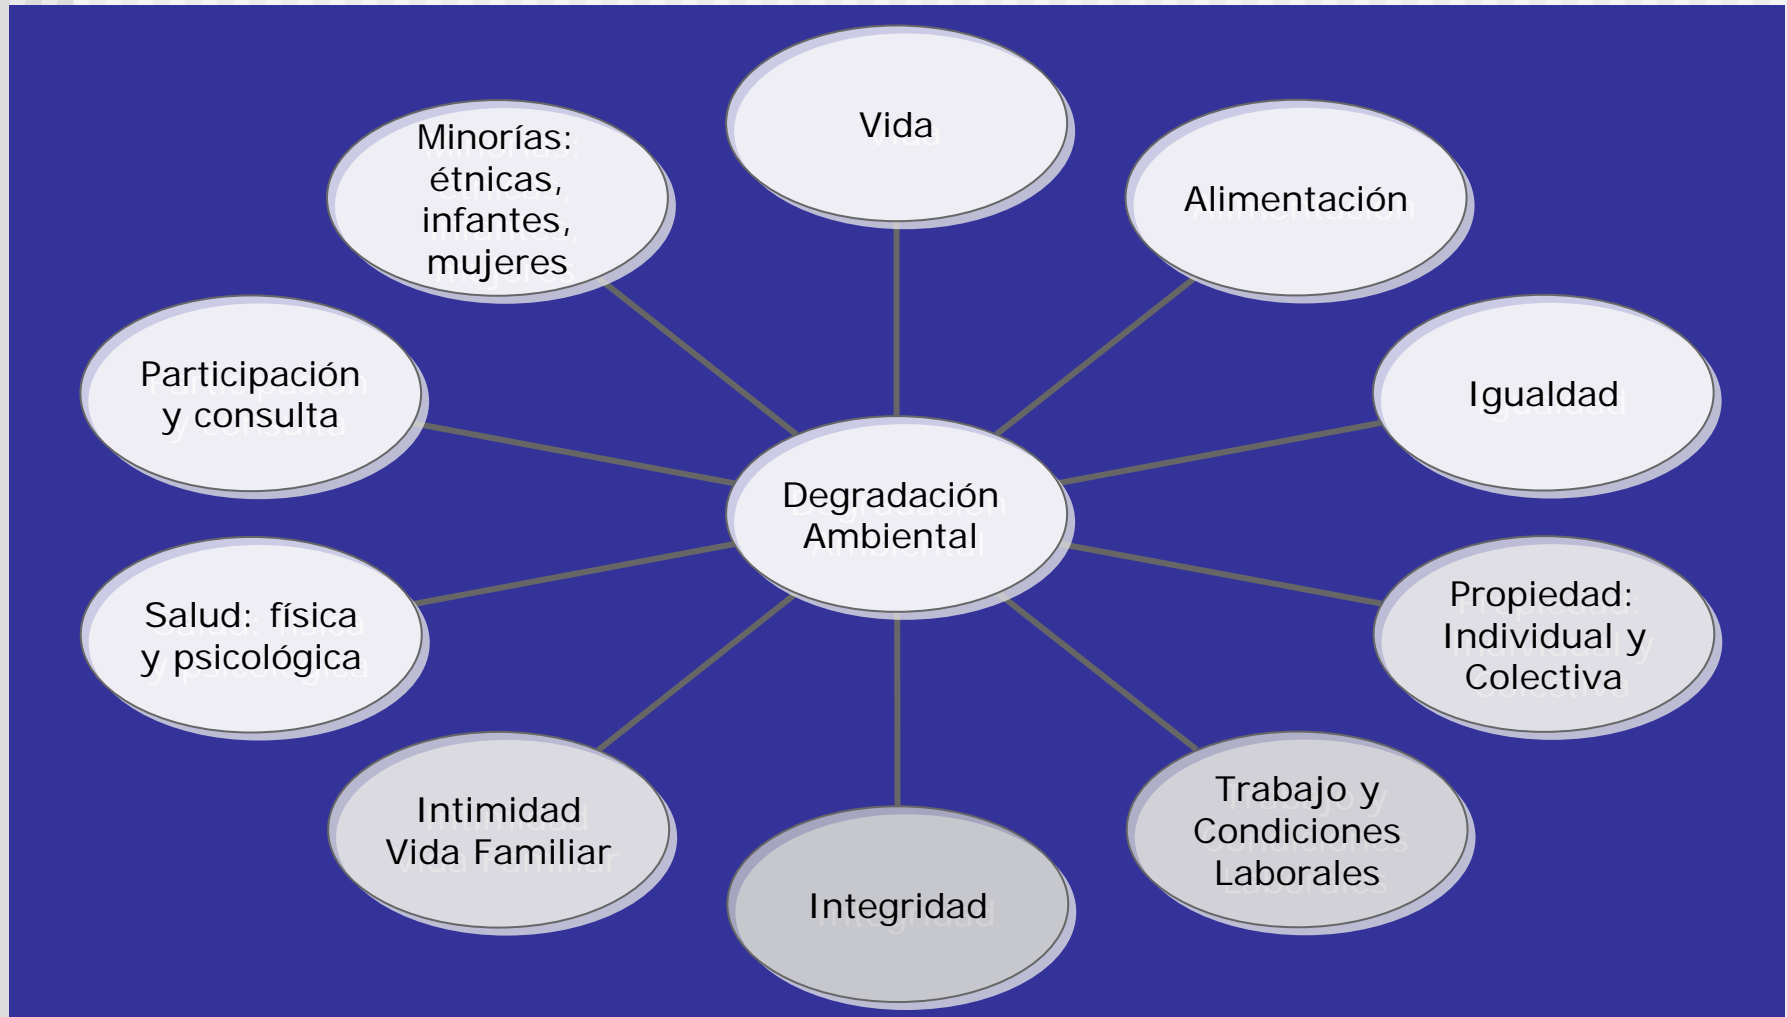 Vida
Alimentación
Igualdad
Propiedad:
Individual y
Colectiva
Trabajo y
Condiciones
Laborales
Integridad
Intimidad
Vida Familiar
Salud: física
y psicológica
Participación
y consulta
Minorías:
étnicas,
infantes,
mujeres
Degradación
Ambiental